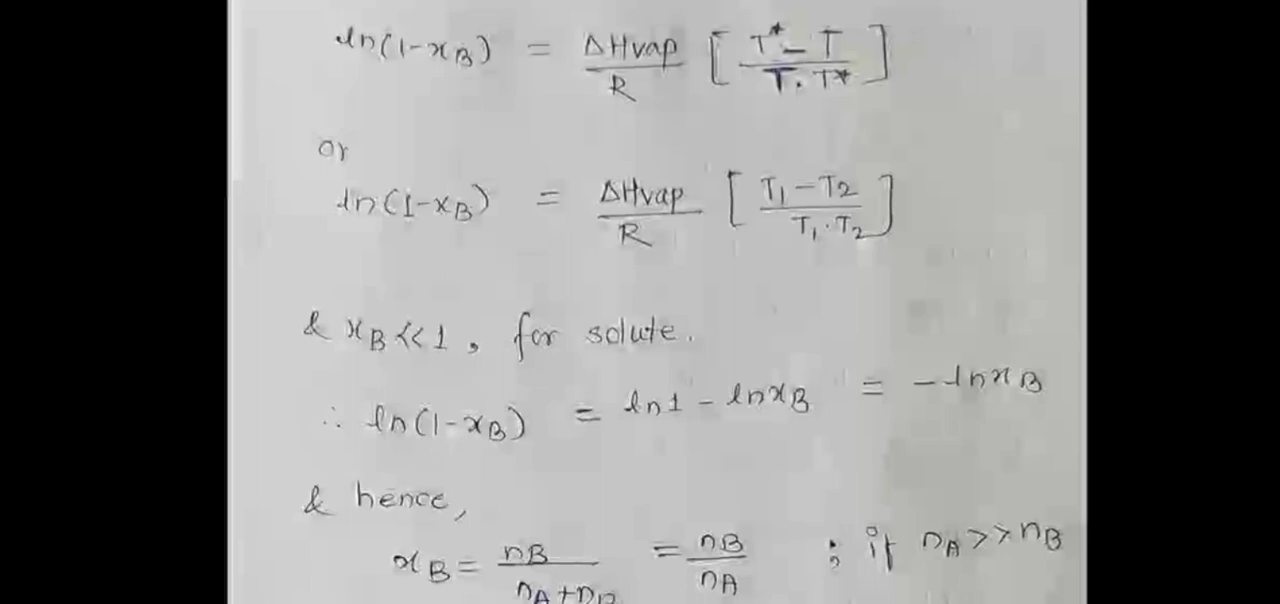 ln(1-xB) = ΔHvap/R [ T* - T / T. T* ]
or
ln(1-xB) = ΔHvap/R [ T1 - T2 / T1 . T2 ]
& xB << 1, for solute.
∴ ln(1-xB) = ln1 - lnxB = -lnxB
& hence,
xB = nB / nA + nB = nB / nA ; if nA >> nB